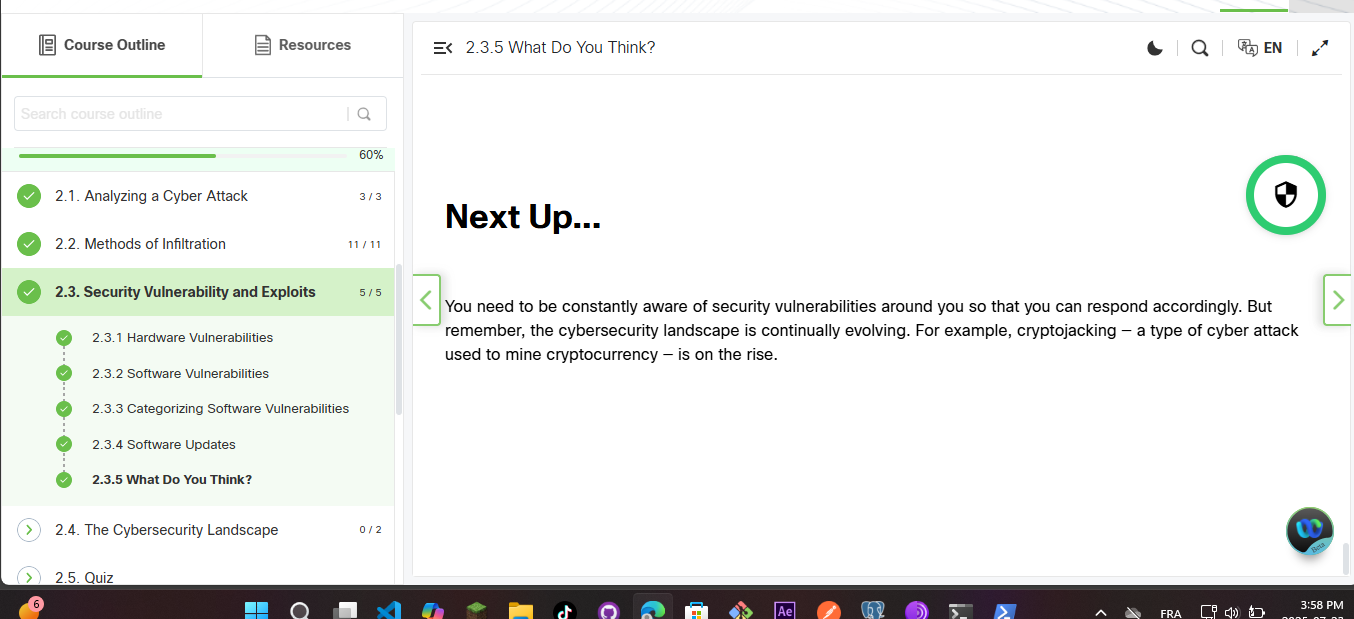 Course Outline
Resources
Search course outline
60%
2.1. Analyzing a Cyber Attack 3 / 3
2.2. Methods of Infiltration 11 / 11
2.3. Security Vulnerability and Exploits 5 / 5
2.3.1 Hardware Vulnerabilities
2.3.2 Software Vulnerabilities
2.3.3 Categorizing Software Vulnerabilities
2.3.4 Software Updates
2.3.5 What Do You Think?
2.4. The Cybersecurity Landscape 0 / 2
2.5. Quiz
2.3.5 What Do You Think?
EN
Next Up...
You need to be constantly aware of security vulnerabilities around you so that you can respond accordingly. But
remember, the cybersecurity landscape is continually evolving. For example, cryptojacking – a type of cyber attack
used to mine cryptocurrency – is on the rise.
Beta
6
Ae
FRA
3:58 PM